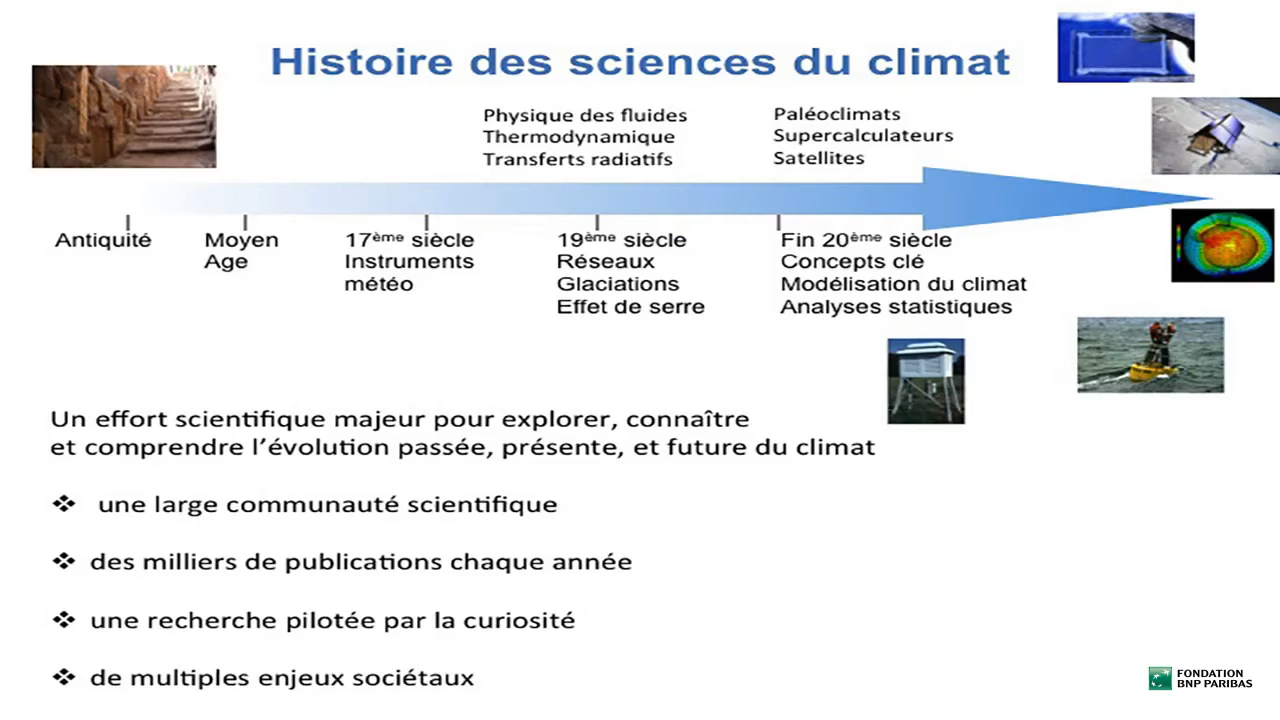 Histoire des sciences du climat
Physique des fluides
Thermodynamique
Transferts radiatifs
Paléoclimats
Supercalculateurs
Satellites
Antiquité
Moyen
Age
17ème siècle
Instruments
météo
19ème siècle
Réseaux
Glaciations
Effet de serre
Fin 20ème siècle
Concepts clé
Modélisation du climat
Analyses statistiques
Un effort scientifique majeur pour explorer, connaître
et comprendre l’évolution passée, présente, et future du climat
❖ une large communauté scientifique
❖ des milliers de publications chaque année
❖ une recherche pilotée par la curiosité
❖ de multiples enjeux sociétaux
FONDATION
BNP PARIBAS